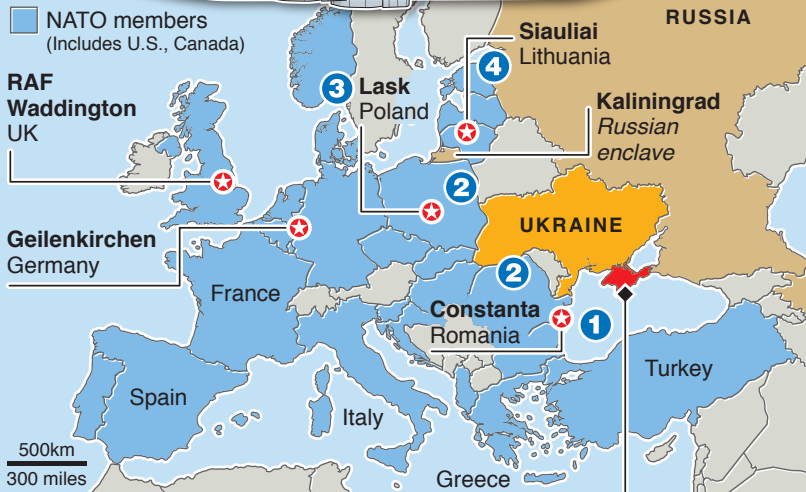 NATO members
(Includes U.S., Canada)
RUSSIA
Siauliai
Lithuania
RAF
Waddington
UK
3
Lask
Poland
4
Kaliningrad
Russian
enclave
2
UKRAINE
Geilenkirchen
Germany
2
France
Constanta
Romania
1
Turkey
Spain
Italy
500km
300 miles
Greece